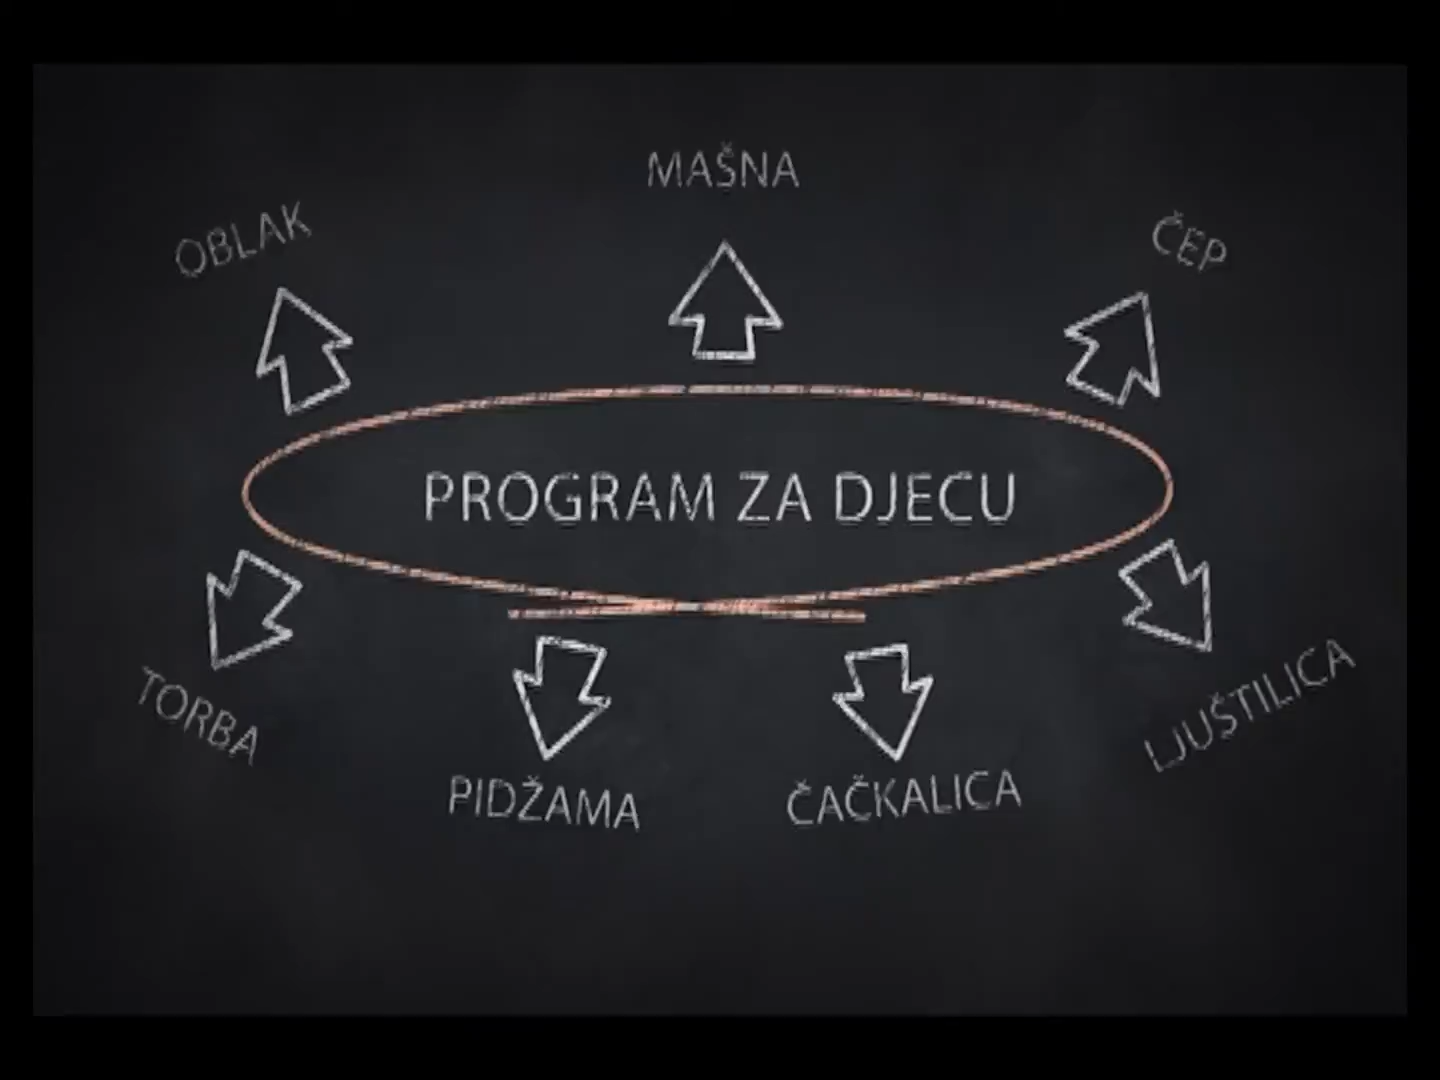 MAŠNA
OBLAK
ČEP
PROGRAM ZA DJECU
TORBA
LJUŠTILICA
PIDŽAMA
ČAČKALICA